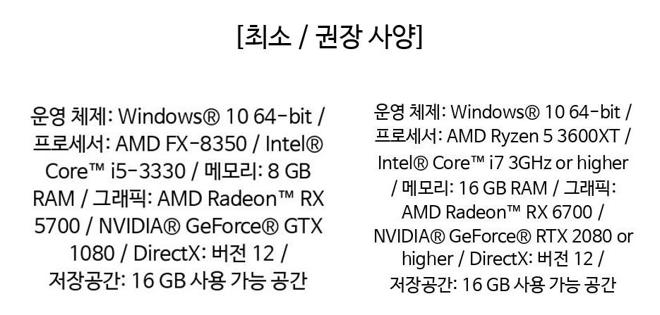 [최소 / 권장 사양]
운영 체제: Windows® 10 64-bit /
프로세서: AMD FX-8350 / Intel®
Core™ i5-3330 / 메모리: 8 GB
RAM / 그래픽: AMD Radeon™ RX
5700 / NVIDIA® GeForce® GTX
1080 / DirectX: 버전 12 /
저장공간: 16 GB 사용 가능 공간
운영 체제: Windows® 10 64-bit /
프로세서: AMD Ryzen 5 3600XT /
Intel® Core™ i7 3GHz or higher
/ 메모리: 16 GB RAM / 그래픽:
AMD Radeon™ RX 6700 /
NVIDIA® GeForce® RTX 2080 or
higher / DirectX: 버전 12 /
저장공간: 16 GB 사용 가능 공간